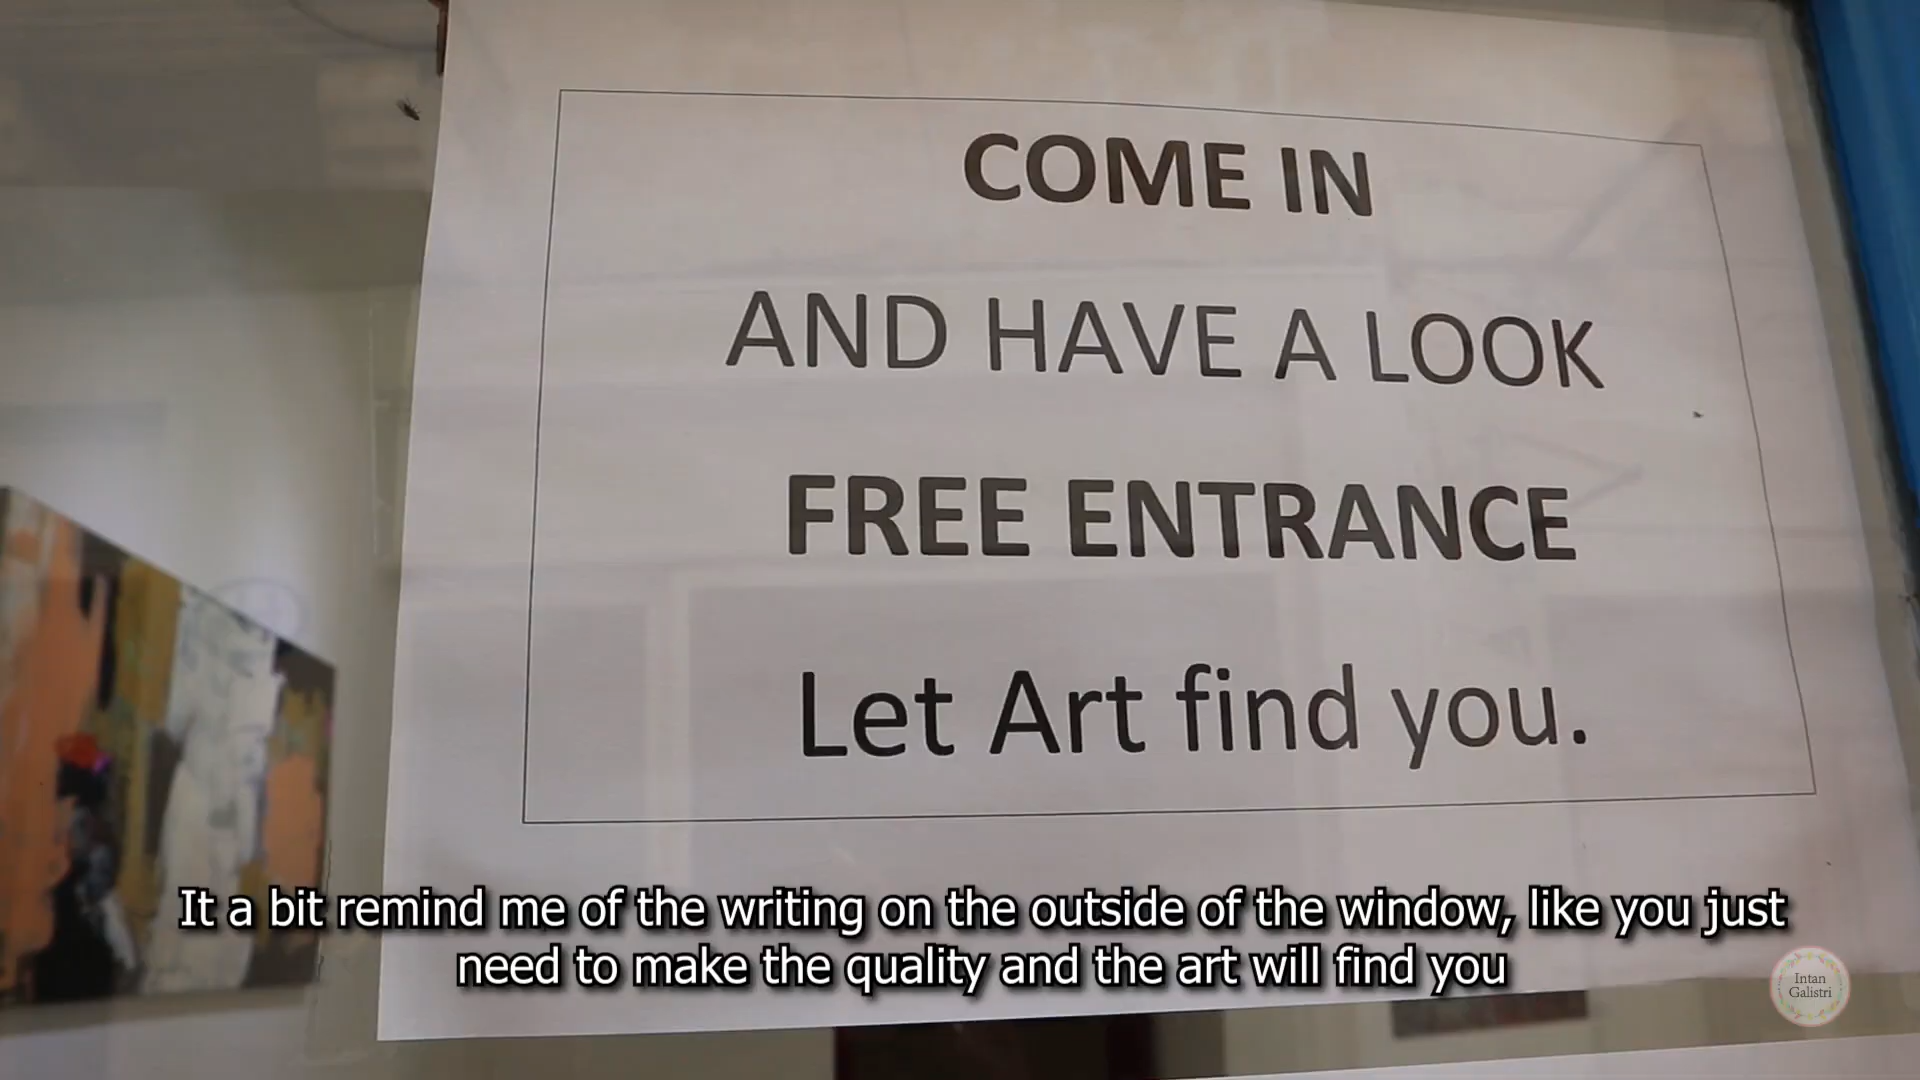 COME IN
AND HAVE A LOOK
FREE ENTRANCE
Let Art find you.
It a bit remind me of the writing on the outside of the window, like you just
need to make the quality and the art will find you
Intan
Galistri